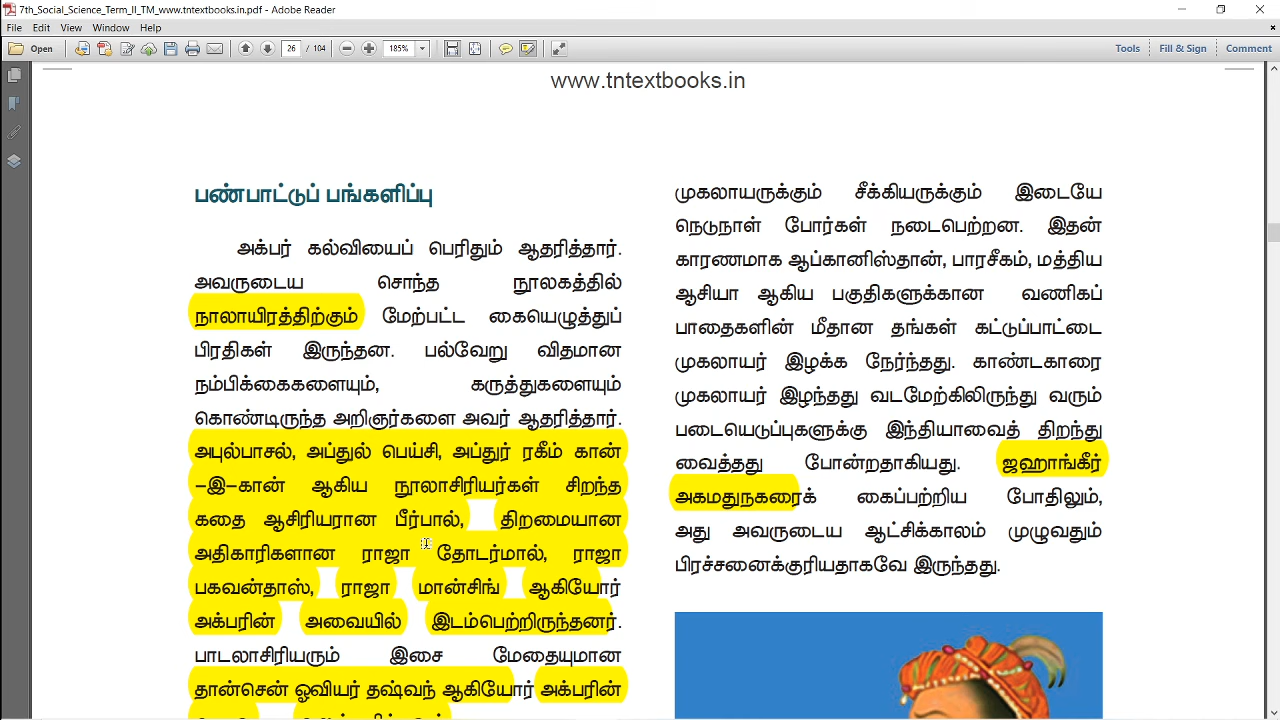 7th_Social_Science_Term_II_TM_www.tntextbooks.in.pdf - Adobe Reader
File Edit View Window Help
Open 26 / 104 185% Tools Fill & Sign Comment
www.tntextbooks.in
பண்பாட்டுப் பங்களிப்பு
அக்பர் கல்வியைப் பெரிதும் ஆதரித்தார்.
அவருடைய சொந்த நூலகத்தில்
நாலாயிரத்திற்கும் மேற்பட்ட கையெழுத்துப்
பிரதிகள் இருந்தன. பல்வேறு விதமான
நம்பிக்கைகளையும், கருத்துகளையும்
கொண்டிருந்த அறிஞர்களை அவர் ஆதரித்தார்.
அபுல்பாசல், அப்துல் பெய்சி, அப்துர் ரகீம் கான்
–இ–கான் ஆகிய நூலாசிரியர்கள் சிறந்த
கதை ஆசிரியரான பீர்பால், திறமையான
அதிகாரிகளான ராஜா தோடர்மால், ராஜா
பகவன்தாஸ், ராஜா மான்சிங் ஆகியோர்
அக்பரின் அவையில் இடம்பெற்றிருந்தனர்.
பாடலாசிரியரும் இசை மேதையுமான
தான்சென் ஓவியர் தஷ்வந் ஆகியோர் அக்பரின்
முகலாயருக்கும் சீக்கியருக்கும் இடையே
நெடுநாள் போர்கள் நடைபெற்றன. இதன்
காரணமாக ஆப்கானிஸ்தான், பாரசீகம், மத்திய
ஆசியா ஆகிய பகுதிகளுக்கான வணிகப்
பாதைகளின் மீதான தங்கள் கட்டுப்பாட்டை
முகலாயர் இழக்க நேர்ந்தது. காண்டகாரை
முகலாயர் இழந்தது வடமேற்கிலிருந்து வரும்
படையெடுப்புகளுக்கு இந்தியாவைத் திறந்து
வைத்தது போன்றதாகியது. ஜஹாங்கீர்
அகமதுநகரைக் கைப்பற்றிய போதிலும்,
அது அவருடைய ஆட்சிக்காலம் முழுவதும்
பிரச்சனைக்குரியதாகவே இருந்தது.